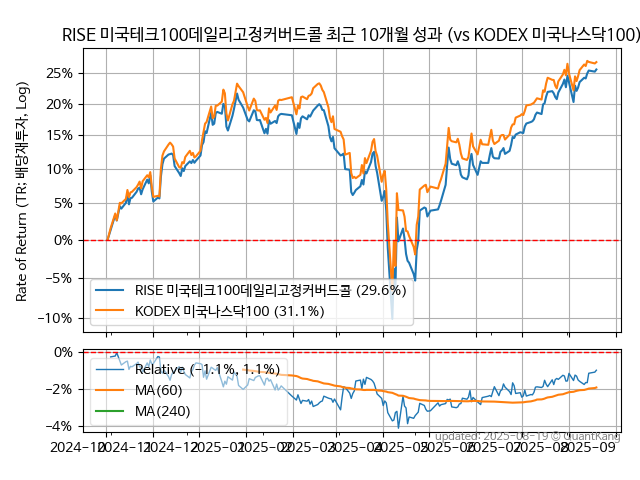 RISE 미국테크100데일리고정커버드콜 최근 10개월 성과 (vs KODEX 미국나스닥100)
Rate of Return (TR: 배당재투자, Log)
25%
20%
15%
10%
5%
0%
−5%
−10%
RISE 미국테크100데일리고정커버드콜 (29.6%)
KODEX 미국나스닥100 (31.1%)
0%
−2%
−4%
Relative (−1.1%, 1.1%)
MA(60)
MA(240)
updated: 2025-08-19 © QuantKang
2024-10 2024-11 2024-12 2025-01 2025-02 2025-03 2025-04 2025-05 2025-06 2025-07 2025-08 2025-09